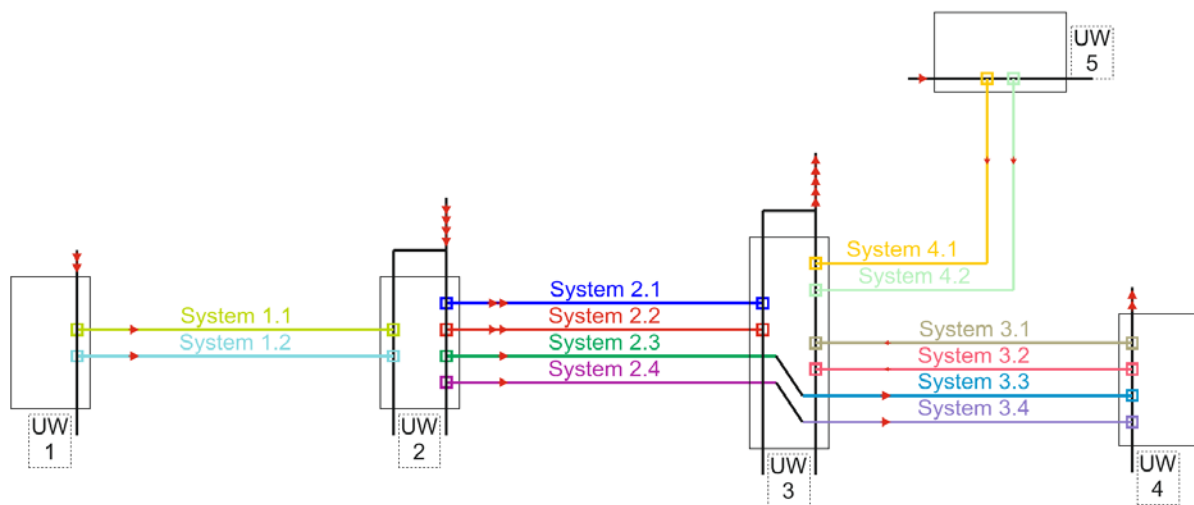 UW
5
System 4.1
System 4.2
System 2.1
System 1.1
System 2.2
System 3.1
System 1.2
System 2.3
System 3.2
System 2.4
System 3.3
System 3.4
UW
1
UW
2
UW
3
UW
4